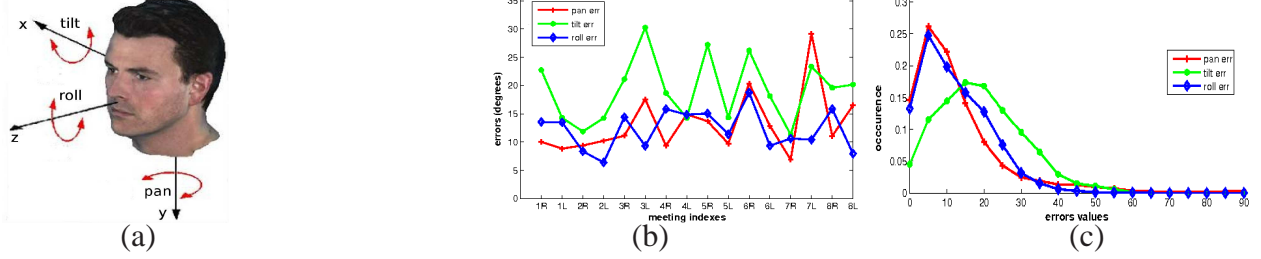 x
tilt
roll
z
pan
y
(a)
35
30
25
20
15
10
5
0
errors (degrees)
pan err
tilt err
roll err
1R 1L 2R 2L 3R 3L 4R 4L 5R 5L 6R 6L 7R 7L 8R 8L
meeting indexes
(b)
0.3
0.25
0.2
0.15
0.1
0.05
0
occcurence
pan err
tilt err
roll err
0 10 20 30 40 50 60 70 80 90
errors values
(c)